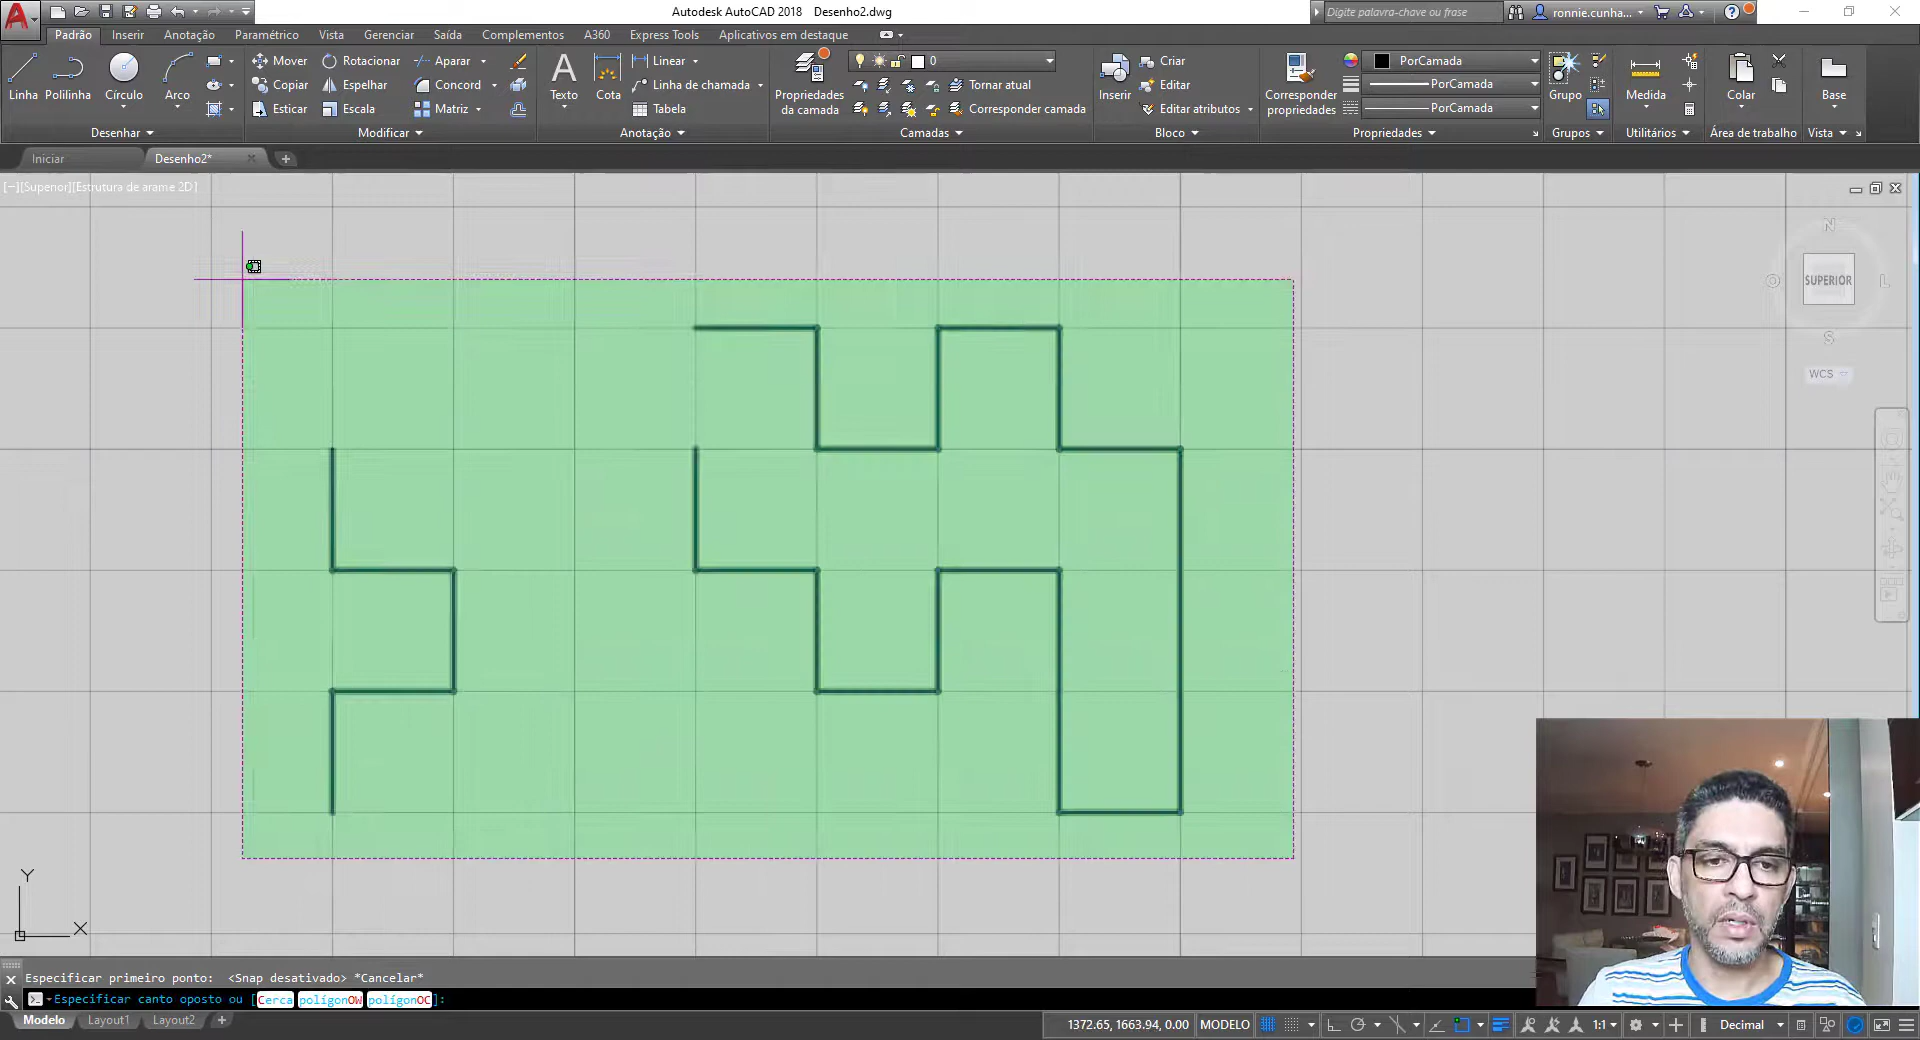 Autodesk AutoCAD 2018 Desenho2.dwg
Digite palavra-chave ou frase
ronnie.cunha...
Padrão Inserir Anotação Paramétrico Vista Gerenciar Saída Complementos A360 Express Tools Aplicativos em destaque
Linha Polilinha Círculo Arco
Desenhar
Mover Rotacionar Aparar
Copiar Espelhar Concord
Esticar Escala Matriz
Modificar
Texto Cota
Linear
Linha de chamada
Tabela
Anotação
Propriedades da camada
0
Tornar atual
Corresponder camada
Camadas
Inserir
Criar
Editar
Editar atributos
Bloco
Corresponder propriedades
PorCamada
PorCamada
PorCamada
Propriedades
Grupo
Grupos
Medida
Utilitários
Colar
Área de trabalho
Base
Vista
Iniciar Desenho2*
[−][Superior][Estrutura de arame 2D]
N
O SUPERIOR L
S
WCS
Y
X
Especificar primeiro ponto: <Snap desativado> *Cancelar*
Especificar canto oposto ou [Cerca polígonOW polígonOC]:
Modelo Layout1 Layout2 +
1372.65, 1663.94, 0.00 MODELO 1:1 Decimal